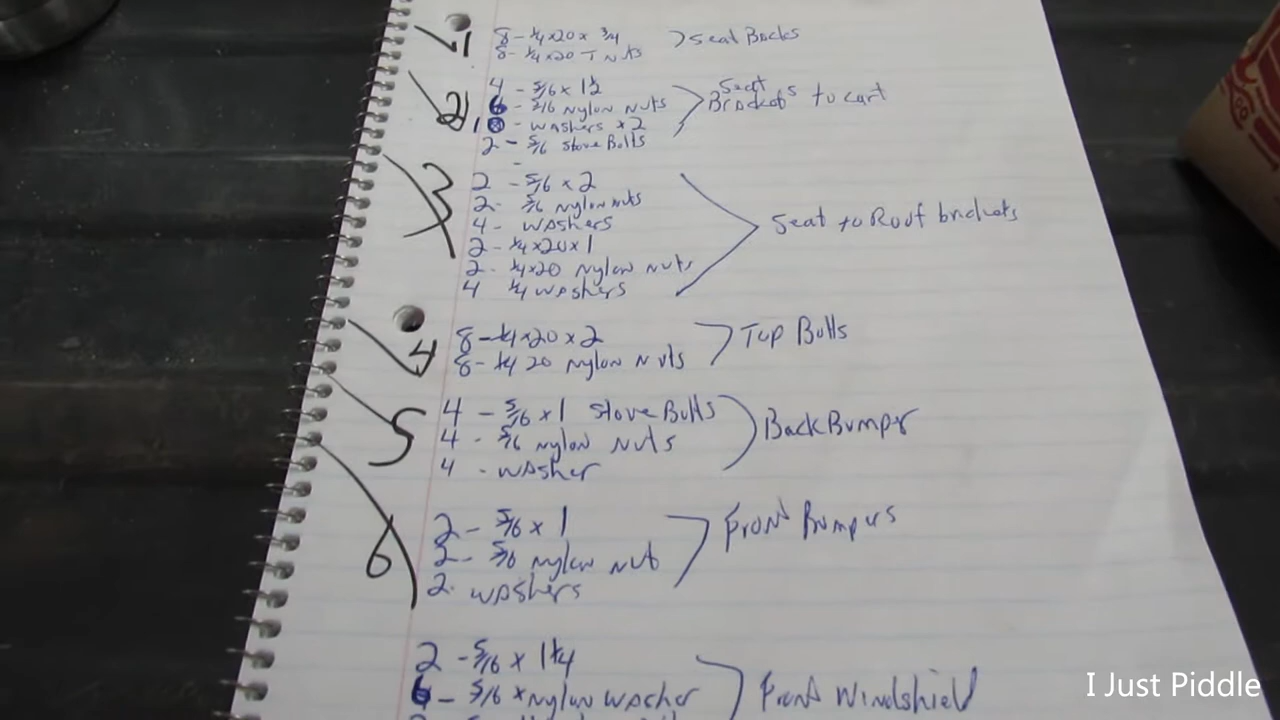 1
8 - 1/4 x 20 x 3/4
8 - 1/4 x 20 T nuts
Seat Backs
2
4 - 5/16 x 1 1/2
6 - 5/16 nylon nuts
10 - washers x 2
2 - 5/16 stove Bolts
Seat Brackets to cart
3
2 - 5/16 x 2
2 - 5/16 nylon nuts
4 - washers
2 - 1/4 x 20 x 1
2 - 1/4 x 20 nylon nuts
4 1/4 washers
Seat to Roof brickets
4
8 - 1/4 x 20 x 2
8 - 1/4 20 nylon nuts
Top Bolts
5
4 - 5/16 x 1 stove Bolts
4 - 5/16 nylon nuts
4 - washer
Back Bumper
6
2 - 5/16 x 1
2 - 5/16 nylon nut
2 - washers
Front Bumpers
2 - 5/16 x 1 1/4
6 - 5/16 x nylon washer
Front Windshield
I Just Piddle